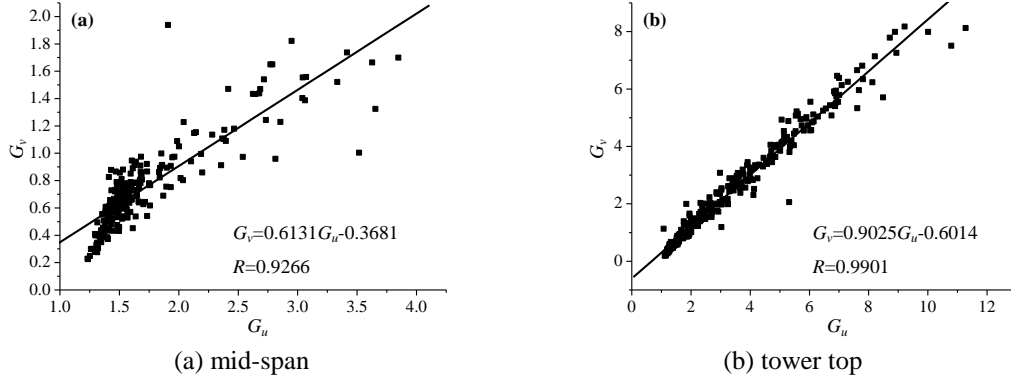 (a)
2.0
1.8
1.6
1.4
1.2
1.0
0.8
0.6
0.4
0.2
0.0
G_v
G_v=0.6131G_u-0.3681
R=0.9266
1.0 1.5 2.0 2.5 3.0 3.5 4.0
G_u
(a) mid-span
(b)
8
6
4
2
0
G_v
G_v=0.9025G_u-0.6014
R=0.9901
0 2 4 6 8 10 12
G_u
(b) tower top